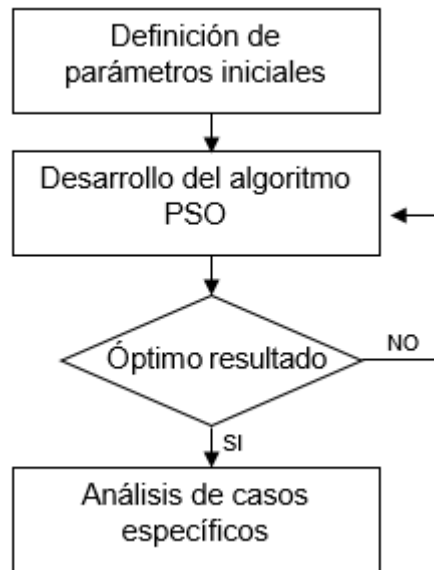 Definición de
parámetros iniciales
Desarrollo del algoritmo
PSO
Óptimo resultado
NO
SI
Análisis de casos
específicos